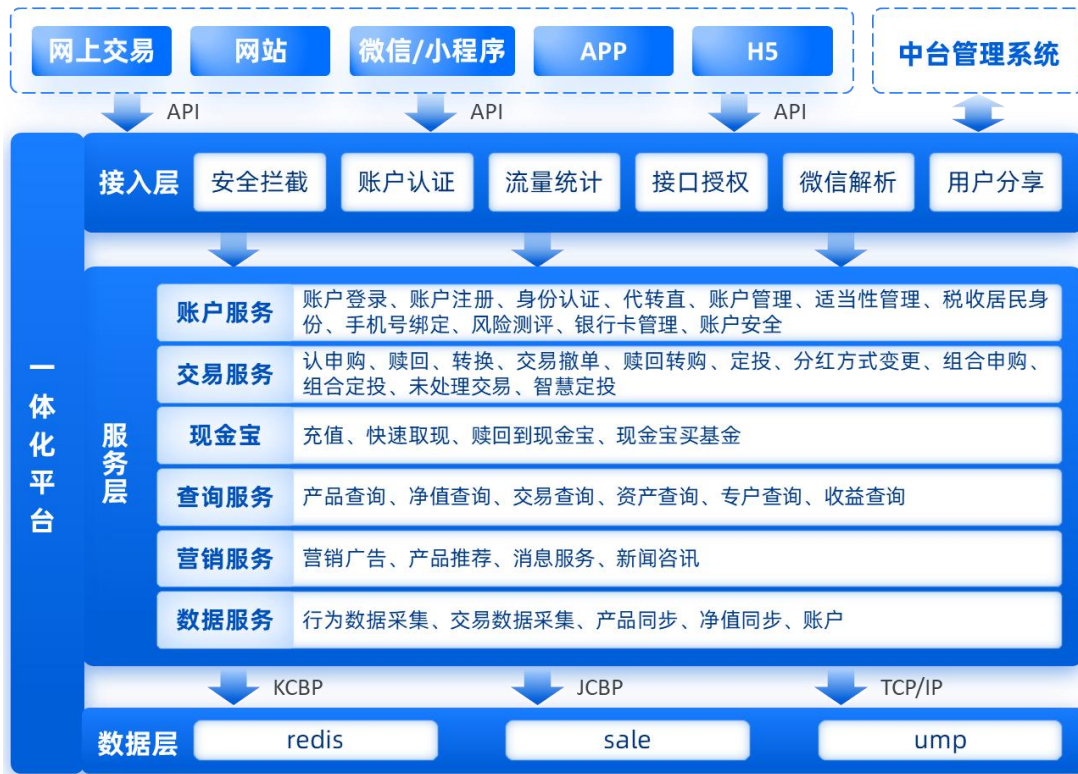 网上交易
网站
微信/小程序
APP
H5
中台管理系统
API
API
API
一体化平台
接入层
安全拦截
账户认证
流量统计
接口授权
微信解析
用户分享
服务层
账户服务
账户登录、账户注册、身份认证、代转直、账户管理、适当性管理、税收居民身
份、手机号绑定、风险测评、银行卡管理、账户安全
交易服务
认申购、赎回、转换、交易撤单、赎回转购、定投、分红方式变更、组合申购、
组合定投、未处理交易、智慧定投
现金宝
充值、快速取现、赎回到现金宝、现金宝买基金
查询服务
产品查询、净值查询、交易查询、资产查询、专户查询、收益查询
营销服务
营销广告、产品推荐、消息服务、新闻咨讯
数据服务
行为数据采集、交易数据采集、产品同步、净值同步、账户
KCBP
JCBP
TCP/IP
数据层
redis
sale
ump